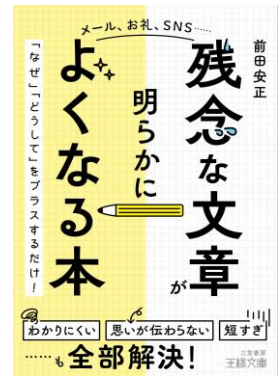 メール、お礼、SNS……
前田安正
残念な文章が
明らかに
よくなる本
「なぜ」「どうして」をプラスするだけ！
わかりにくい
思いが伝わらない
短すぎ
……も全部解決！
三笠書房
王様文庫